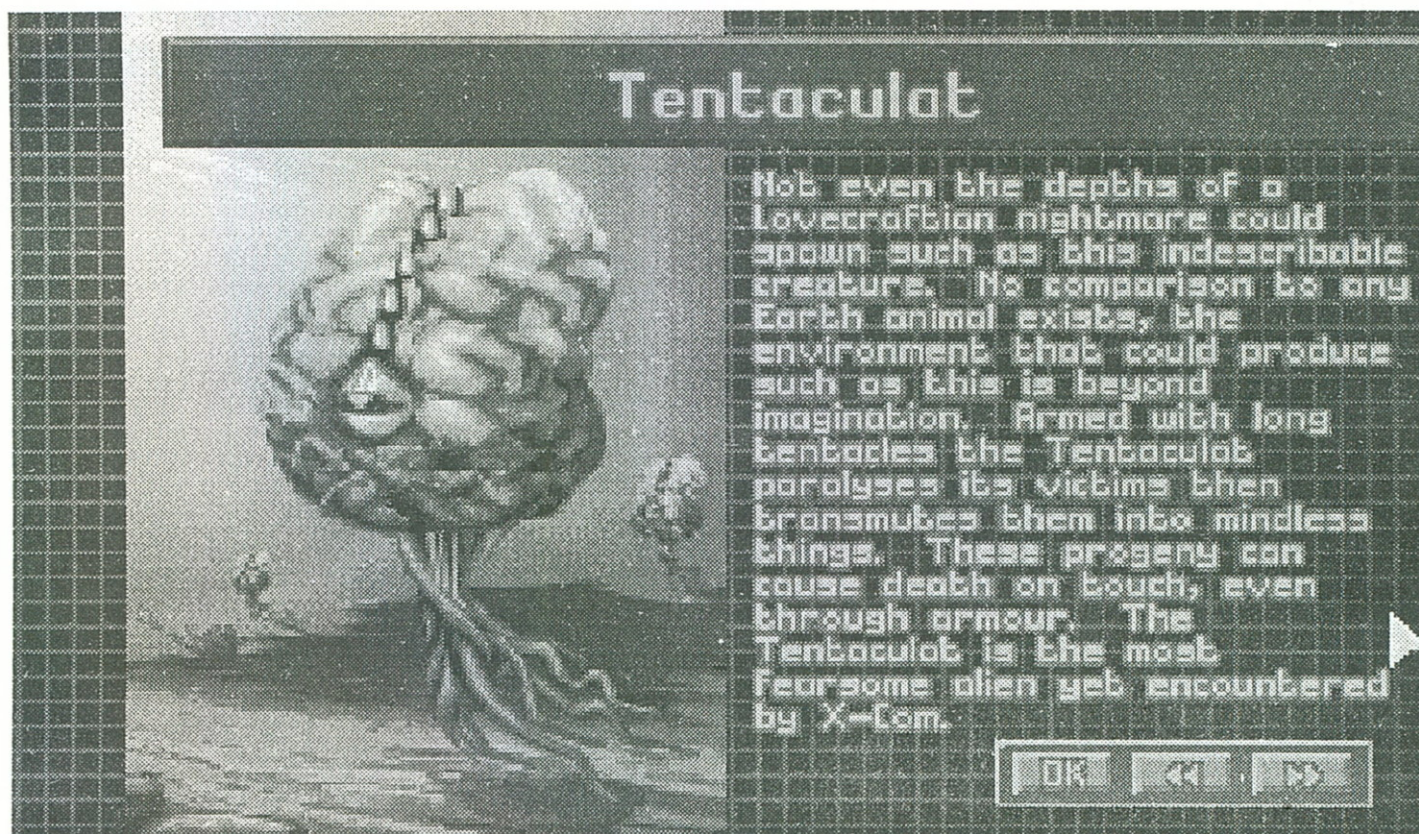 Tentaculat
Not even the depths of a
Lovecraftian nightmare could
spawn such as this indescribable
creature. No comparison to any
Earth animal exists, the
environment that could produce
such as this is beyond
imagination. Armed with long
tentacles the Tentaculat
paralyses its victims then
transmutes them into mindless
things. These progeny can
cause death on touch, even
through armour. The
Tentaculat is the most
fearsome alien yet encountered
by X-Com.
OK << >>